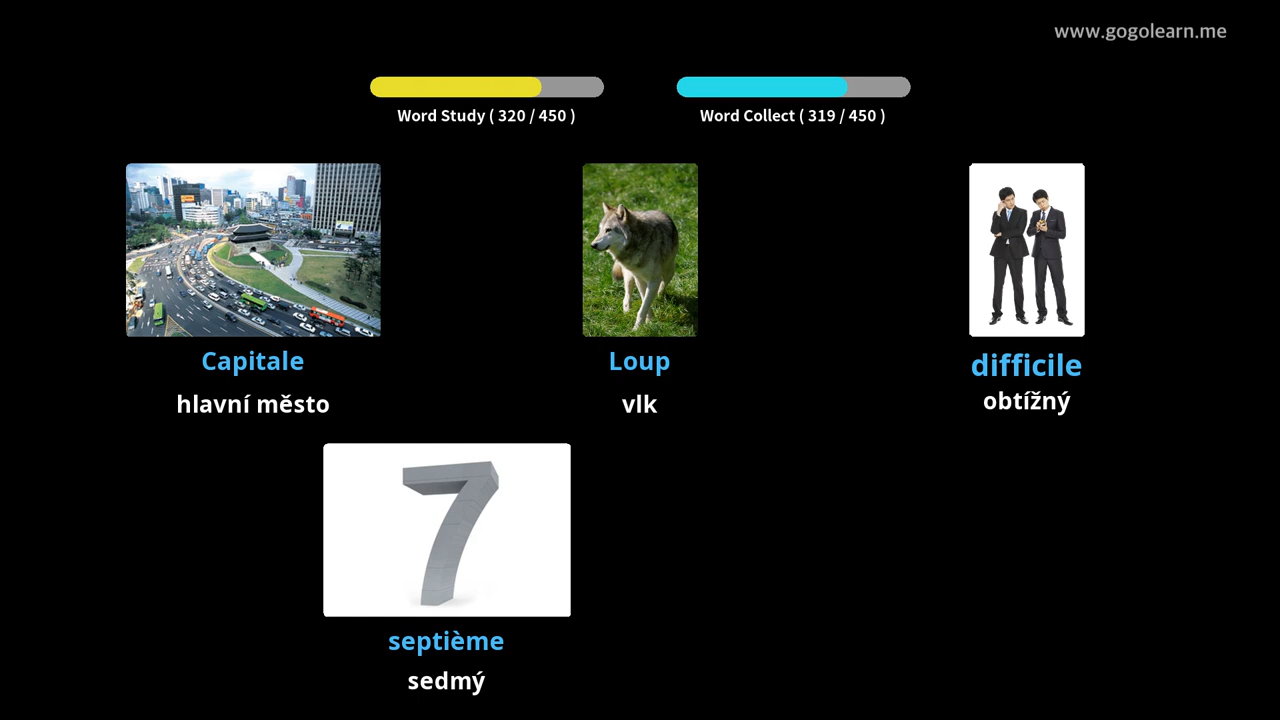 www.gogolearn.me
Word Study ( 320 / 450 )
Word Collect ( 319 / 450 )
Capitale
Loup
difficile
hlavní město
vlk
obtížný
7
septième
sedmý